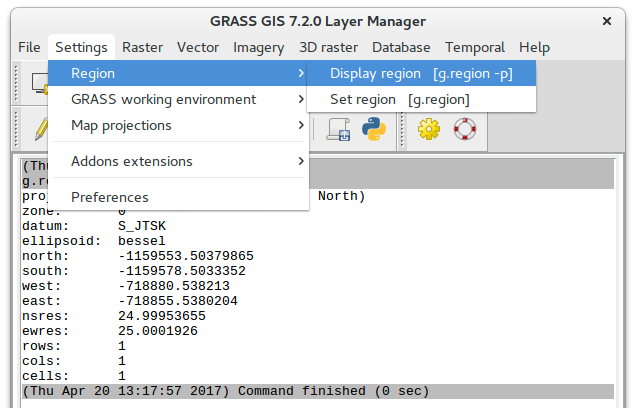 GRASS GIS 7.2.0 Layer Manager ×
File Settings Raster Vector Imagery 3D raster Database Temporal Help
Region Display region [g.region -p]
GRASS working environment Set region [g.region]
Map projections
Addons extensions
Preferences
(Thu
North)
zone: 0
datum: S_JTSK
ellipsoid: bessel
north: -1159553.50379865
south: -1159578.5033352
west: -718880.538213
east: -718855.5380204
nsres: 24.99953655
ewres: 25.0001926
rows: 1
cols: 1
cells: 1
(Thu Apr 20 13:17:57 2017) Command finished (0 sec)